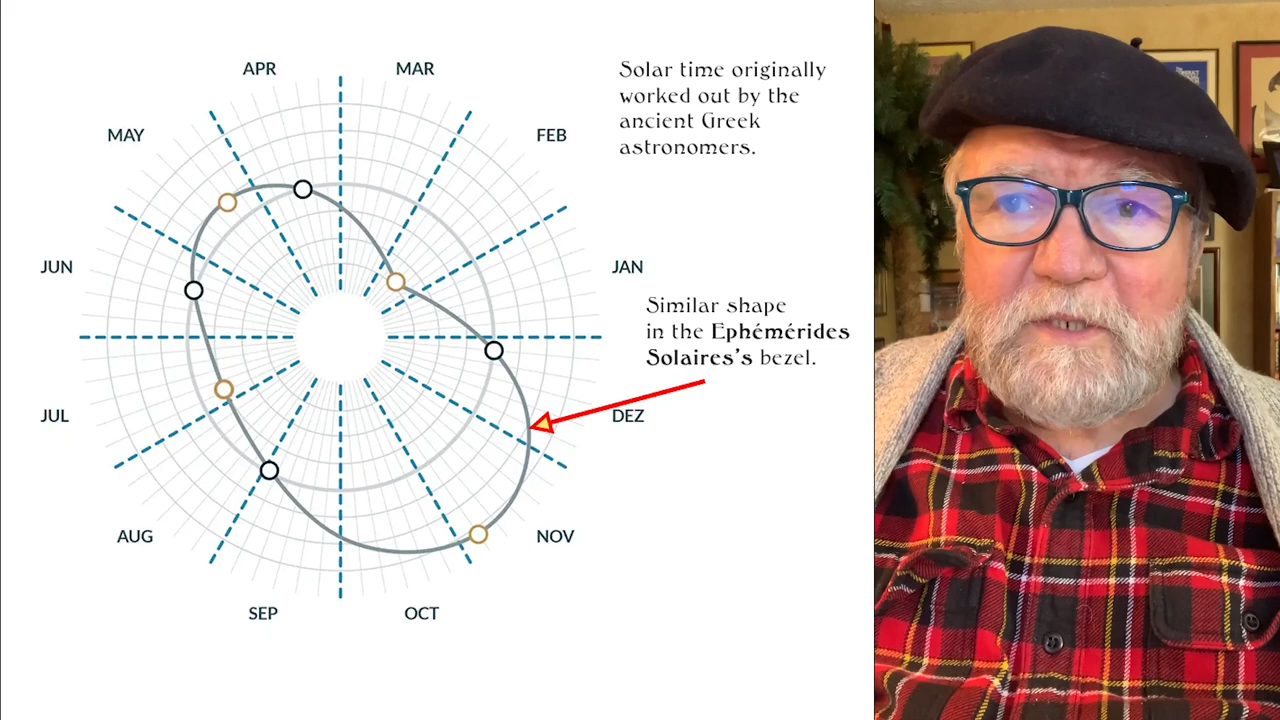 APR
MAR
MAY
FEB
JUN
JAN
JUL
DEZ
AUG
NOV
SEP
OCT
Solar time originally
worked out by the
ancient Greek
astronomers.
Similar shape
in the Ephémérides
Solaires's bezel.